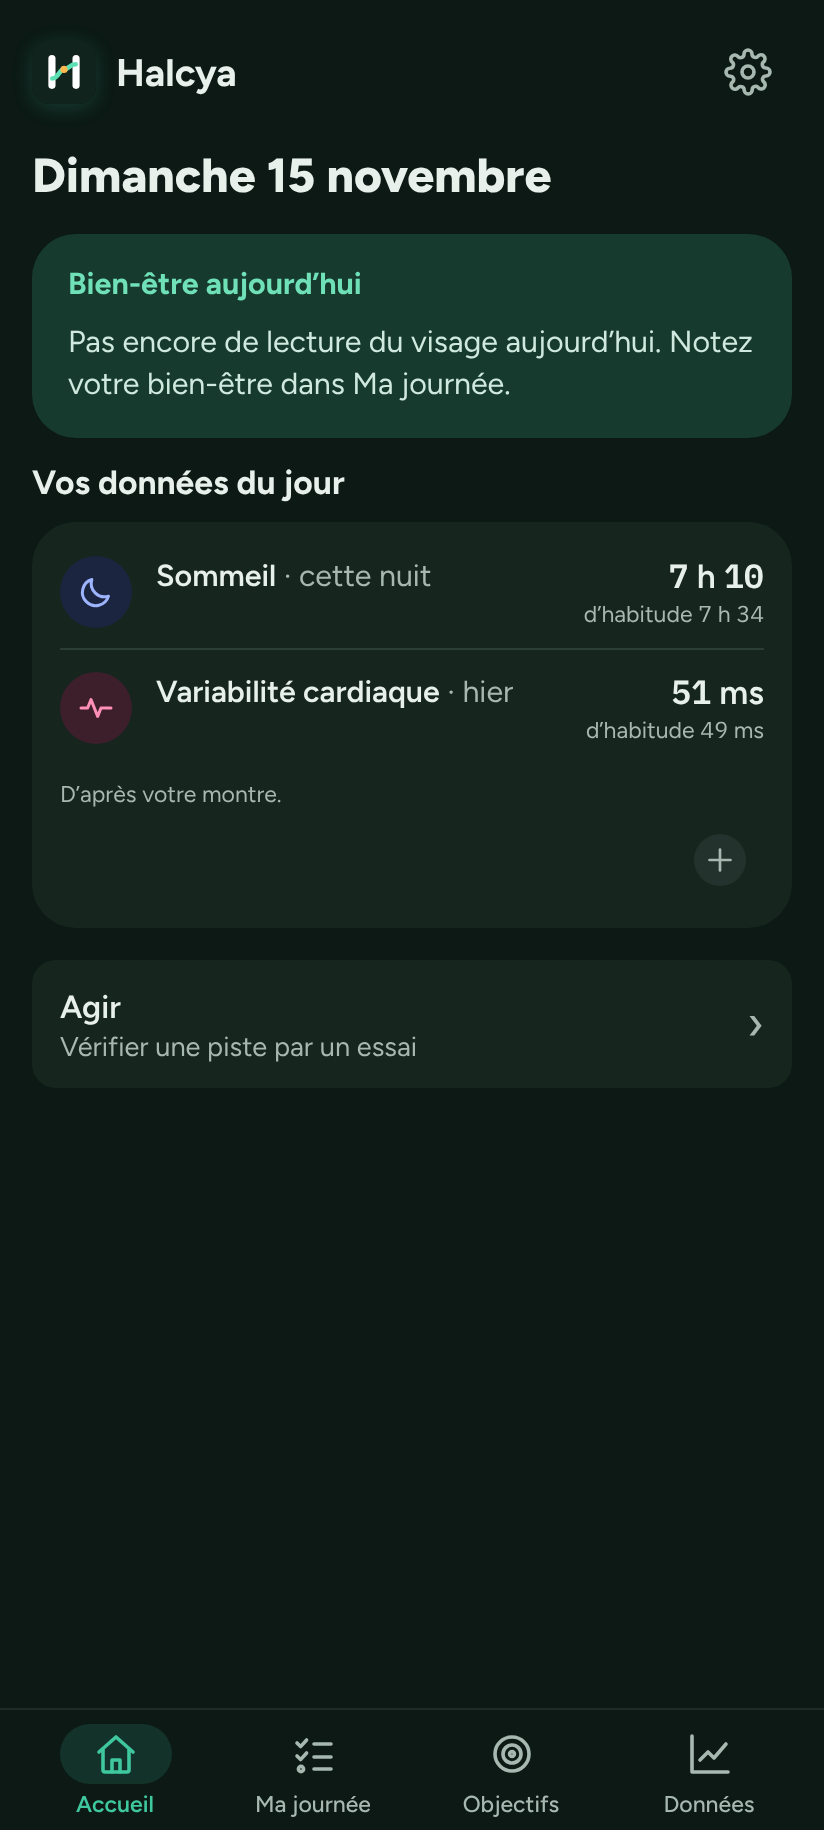 Halcya
Dimanche 15 novembre
Bien-être aujourd’hui
Pas encore de lecture du visage aujourd’hui. Notez
votre bien-être dans Ma journée.
Vos données du jour
Sommeil · cette nuit
7 h 10
d’habitude 7 h 34
Variabilité cardiaque · hier
51 ms
d’habitude 49 ms
D’après votre montre.
Agir
Vérifier une piste par un essai
Accueil
Ma journée
Objectifs
Données